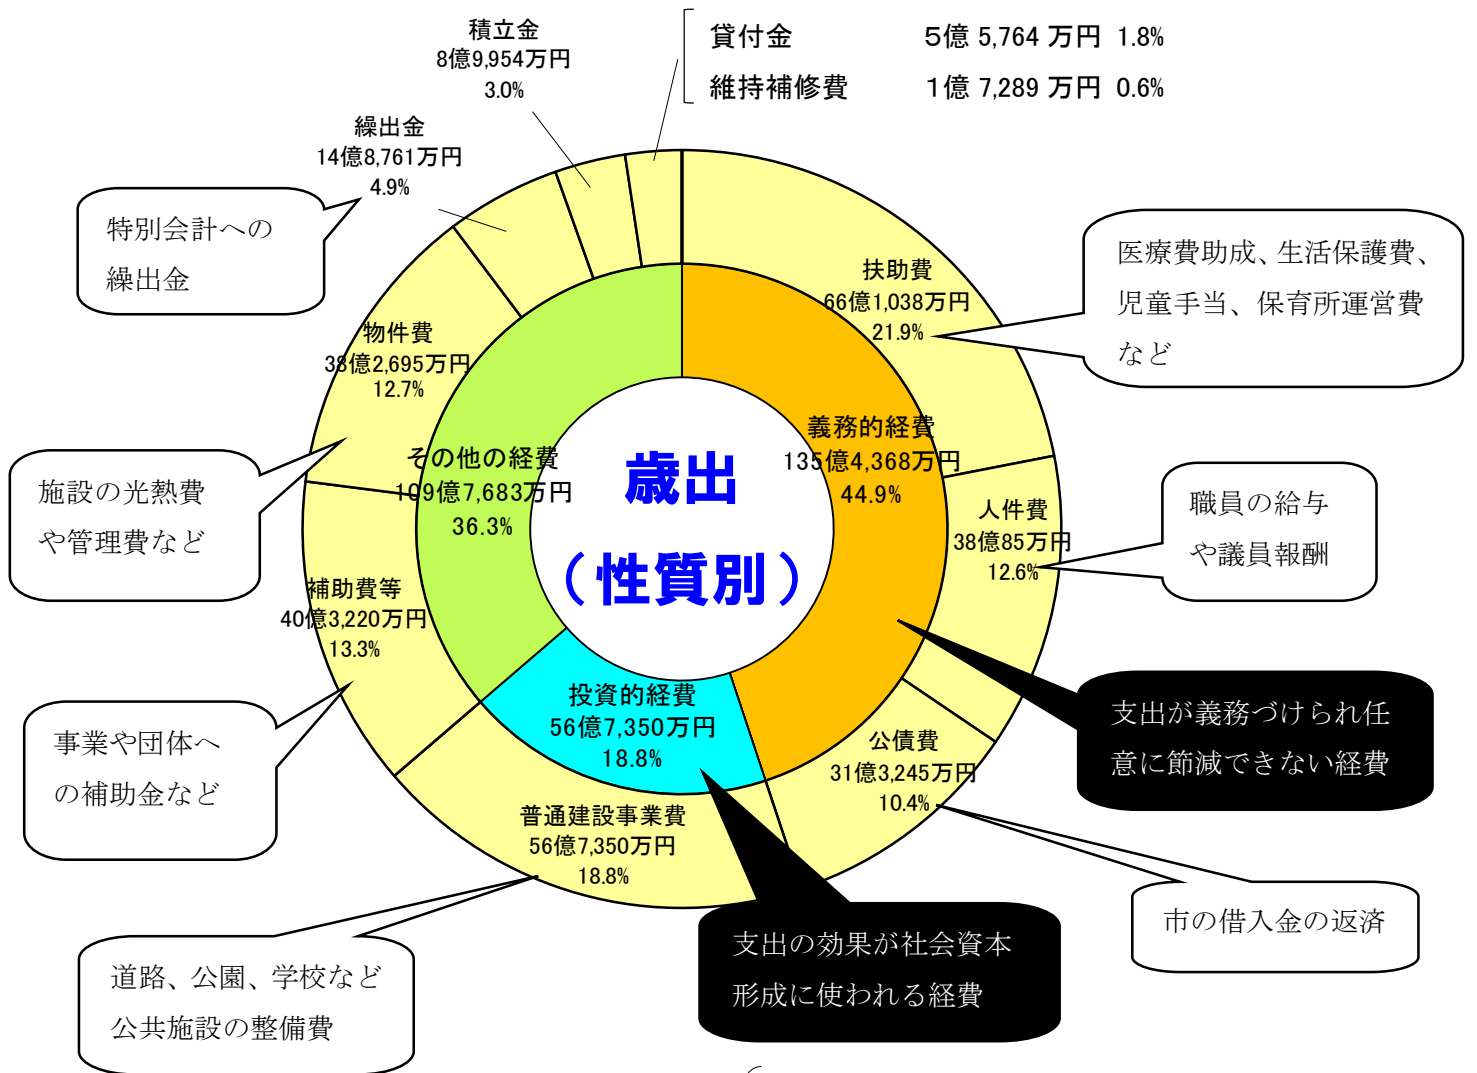 積立金
8億9,954万円
3.0%
貸付金 5億 5,764 万円 1.8%
維持補修費 1億 7,289 万円 0.6%
繰出金
14億8,761万円
4.9%
特別会計への
繰出金
扶助費
66億1,038万円
21.9%
医療費助成、生活保護費、
児童手当、保育所運営費
など
物件費
38億2,695万円
12.7%
施設の光熱費
や管理費など
その他の経費
109億7,683万円
36.3%
歳出
（性質別）
義務的経費
135億4,368万円
44.9%
人件費
38億85万円
12.6%
職員の給与
や議員報酬
補助費等
40億3,220万円
13.3%
事業や団体へ
の補助金など
投資的経費
56億7,350万円
18.8%
公債費
31億3,245万円
10.4%
支出が義務づけられ任
意に節減できない経費
普通建設事業費
56億7,350万円
18.8%
市の借入金の返済
道路、公園、学校など
公共施設の整備費
支出の効果が社会資本
形成に使われる経費